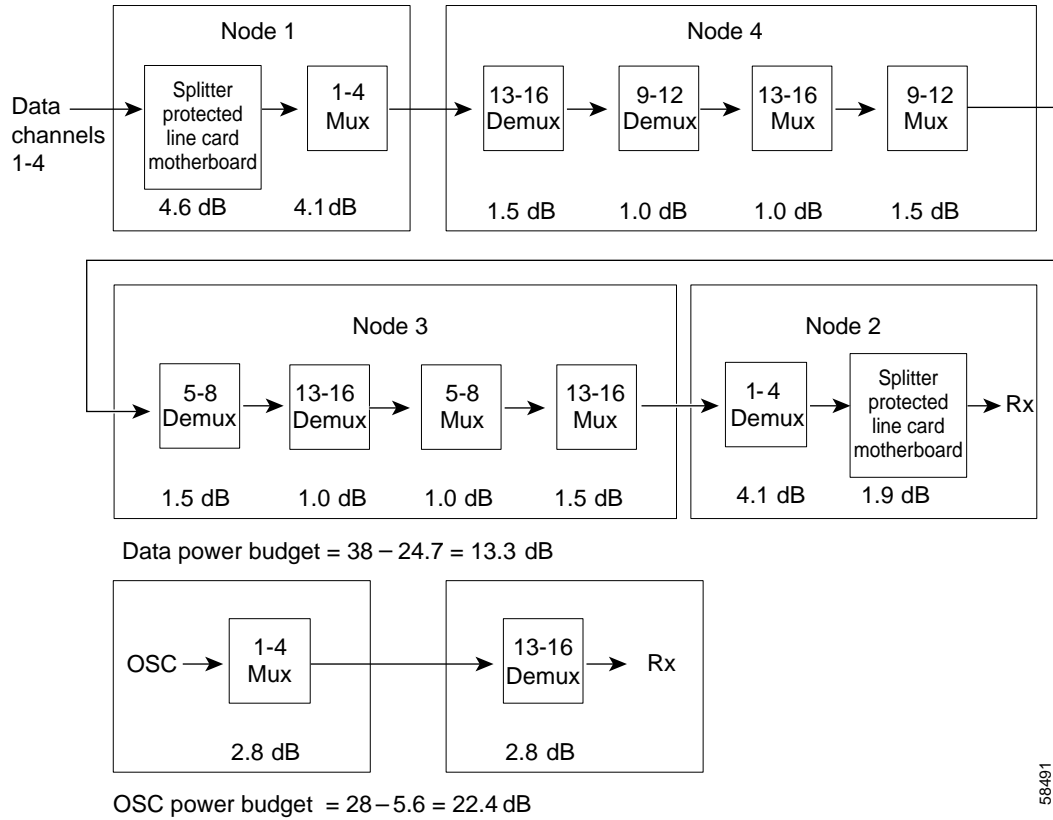 Node 1
Node 4
Data
channels
1-4
Splitter
protected
line card
motherboard
1-4
Mux
13-16
Demux
9-12
Demux
13-16
Mux
9-12
Mux
4.6 dB
4.1 dB
1.5 dB
1.0 dB
1.0 dB
1.5 dB
Node 3
Node 2
5-8
Demux
13-16
Demux
5-8
Mux
13-16
Mux
1-4
Demux
Splitter
protected
line card
motherboard
Rx
1.5 dB
1.0 dB
1.0 dB
1.5 dB
4.1 dB
1.9 dB
Data power budget = 38 – 24.7 = 13.3 dB
OSC
1-4
Mux
13-16
Demux
Rx
2.8 dB
2.8 dB
OSC power budget = 28 – 5.6 = 22.4 dB
58491